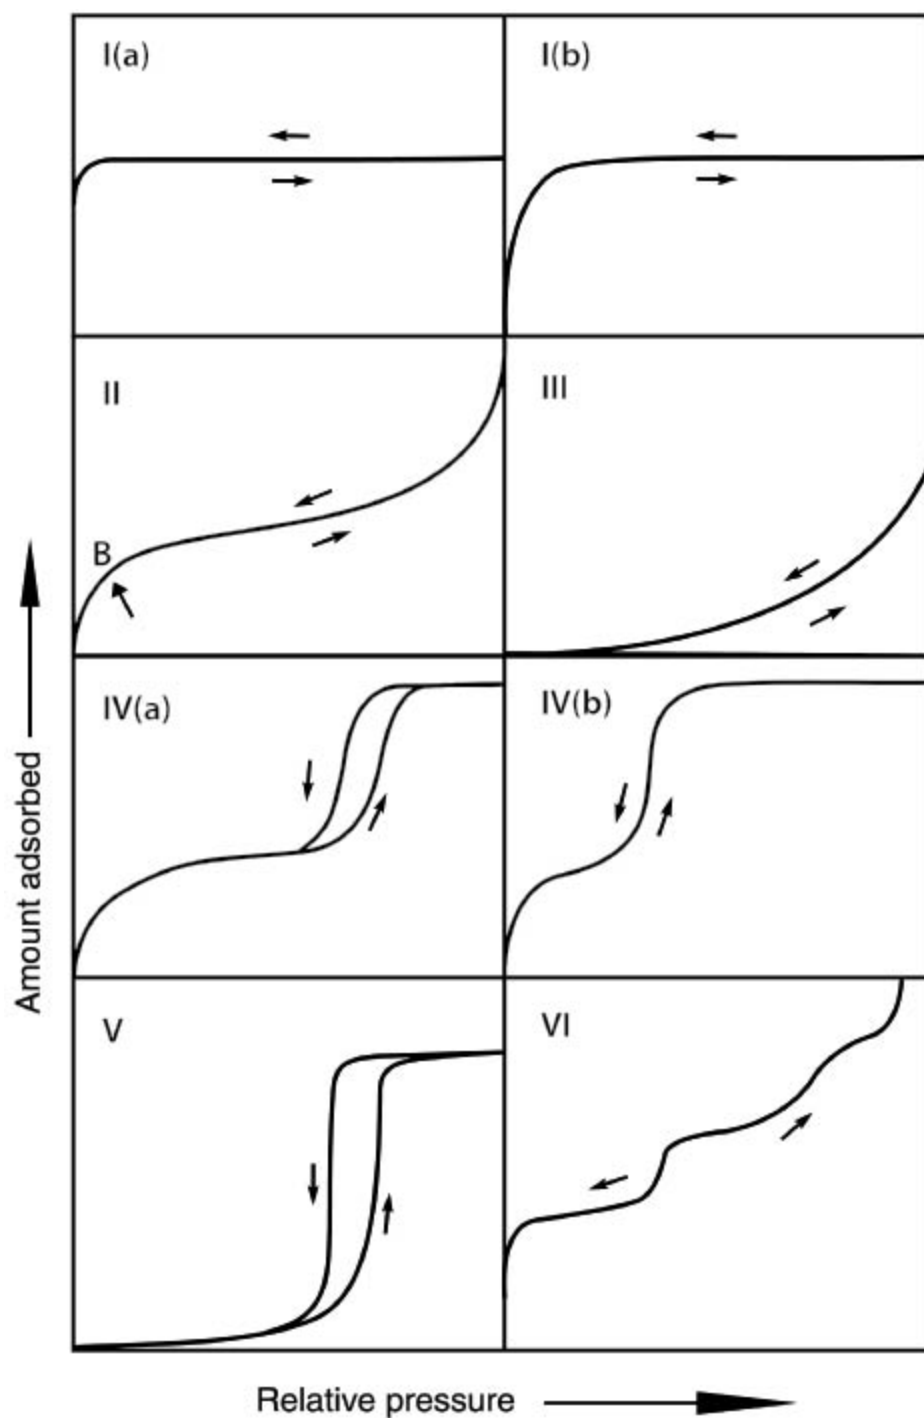 I(a)
I(b)
II
III
B
IV(a)
IV(b)
V
VI
Amount adsorbed
Relative pressure